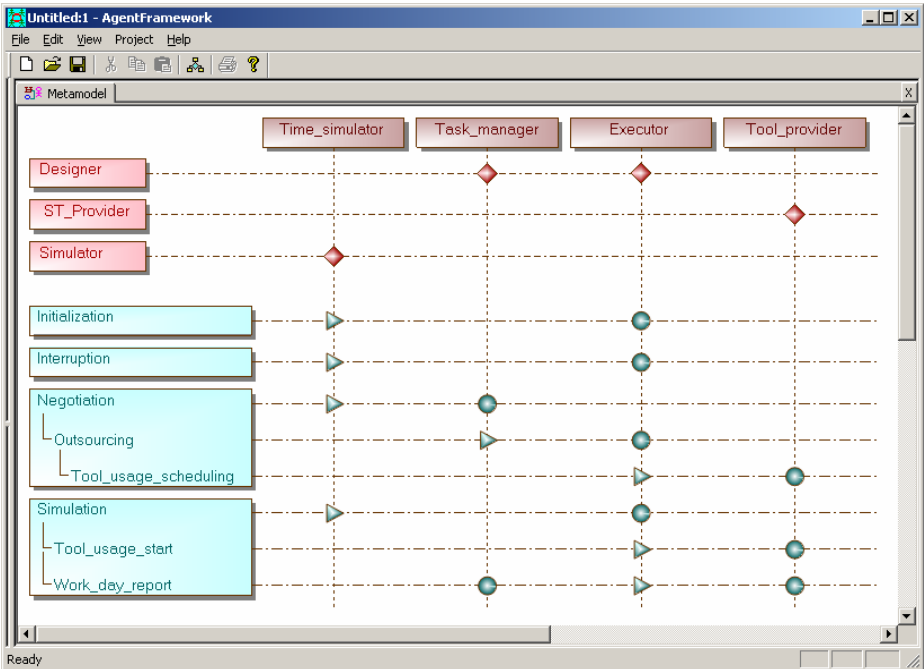 Untitled:1 - AgentFramework
File Edit View Project Help
Metamodel X
Time_simulator Task_manager Executor Tool_provider
Designer
ST_Provider
Simulator
Initialization
Interruption
Negotiation
Outsourcing
Tool_usage_scheduling
Simulation
Tool_usage_start
Work_day_report
Ready